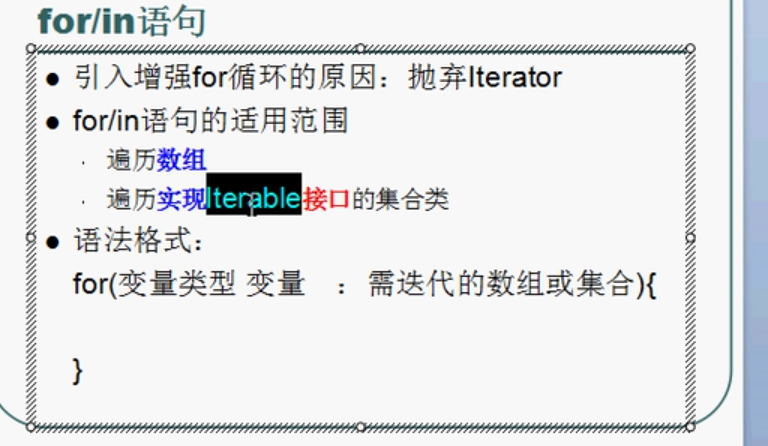 for/in语句
● 引入增强for循环的原因：抛弃Iterator
● for/in语句的适用范围
· 遍历数组
· 遍历实现Iterable接口的集合类
● 语法格式：
for(变量类型 变量 ：需迭代的数组或集合){
}